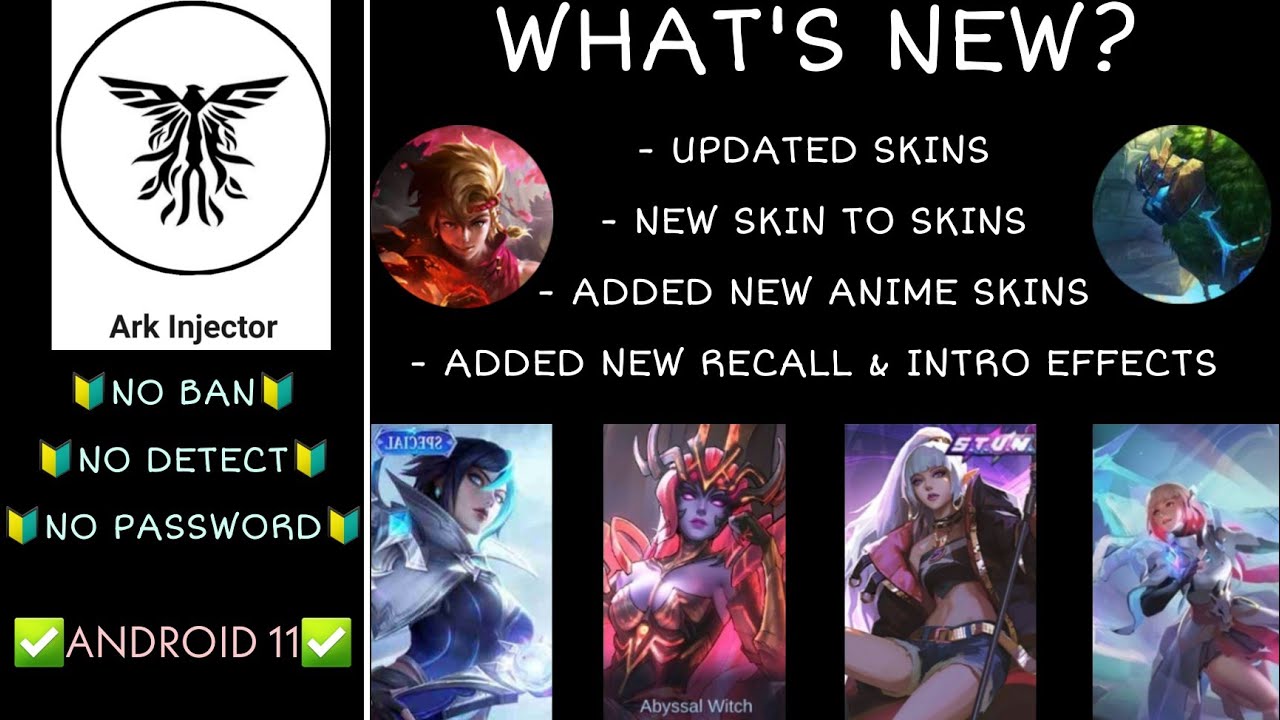 Ark Injector
🔰NO BAN🔰
🔰NO DETECT🔰
🔰NO PASSWORD🔰
✅ANDROID 11✅
WHAT'S NEW?
- UPDATED SKINS
- NEW SKIN TO SKINS
- ADDED NEW ANIME SKINS
- ADDED NEW RECALL & INTRO EFFECTS
SPECIAL
Abyssal Witch
S.T.U.N